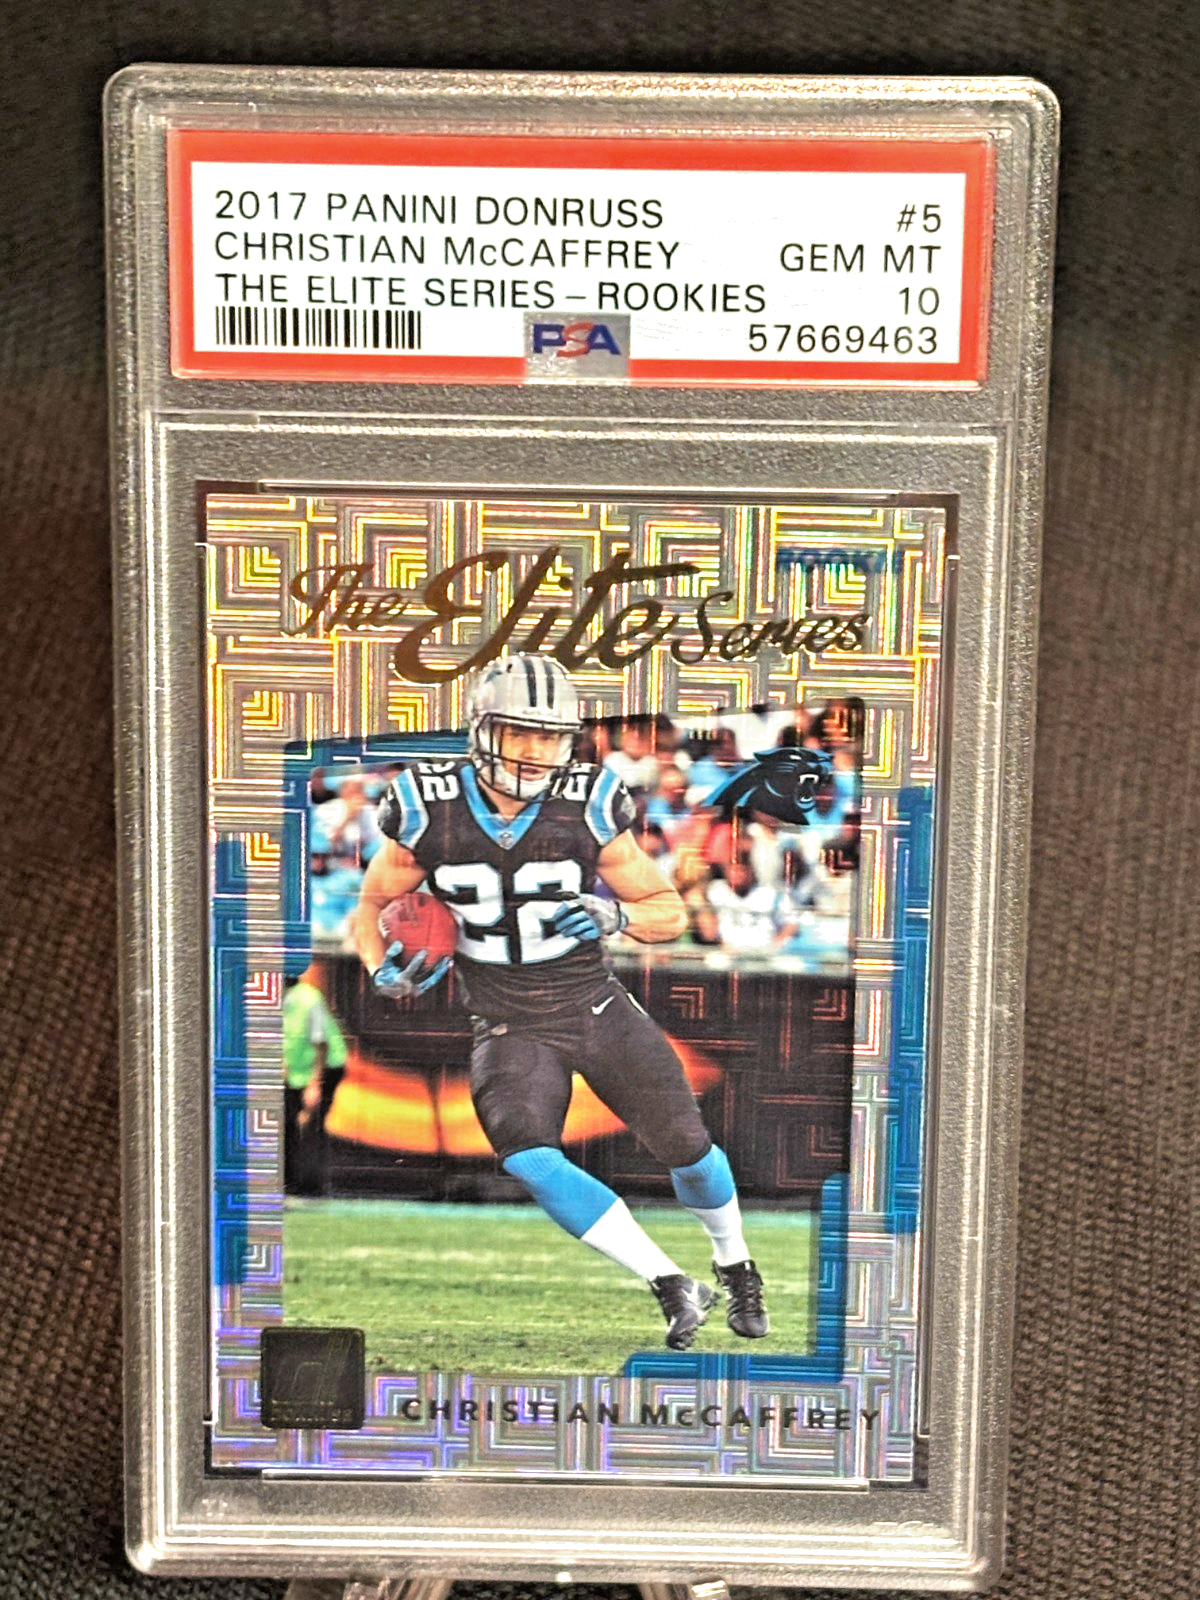 2017 PANINI DONRUSS #5
CHRISTIAN McCAFFREY GEM MT
THE ELITE SERIES – ROOKIES 10
PSA 57669463
ROOKIE
The Elite Series
22
22
22
CHRISTIAN McCAFFREY